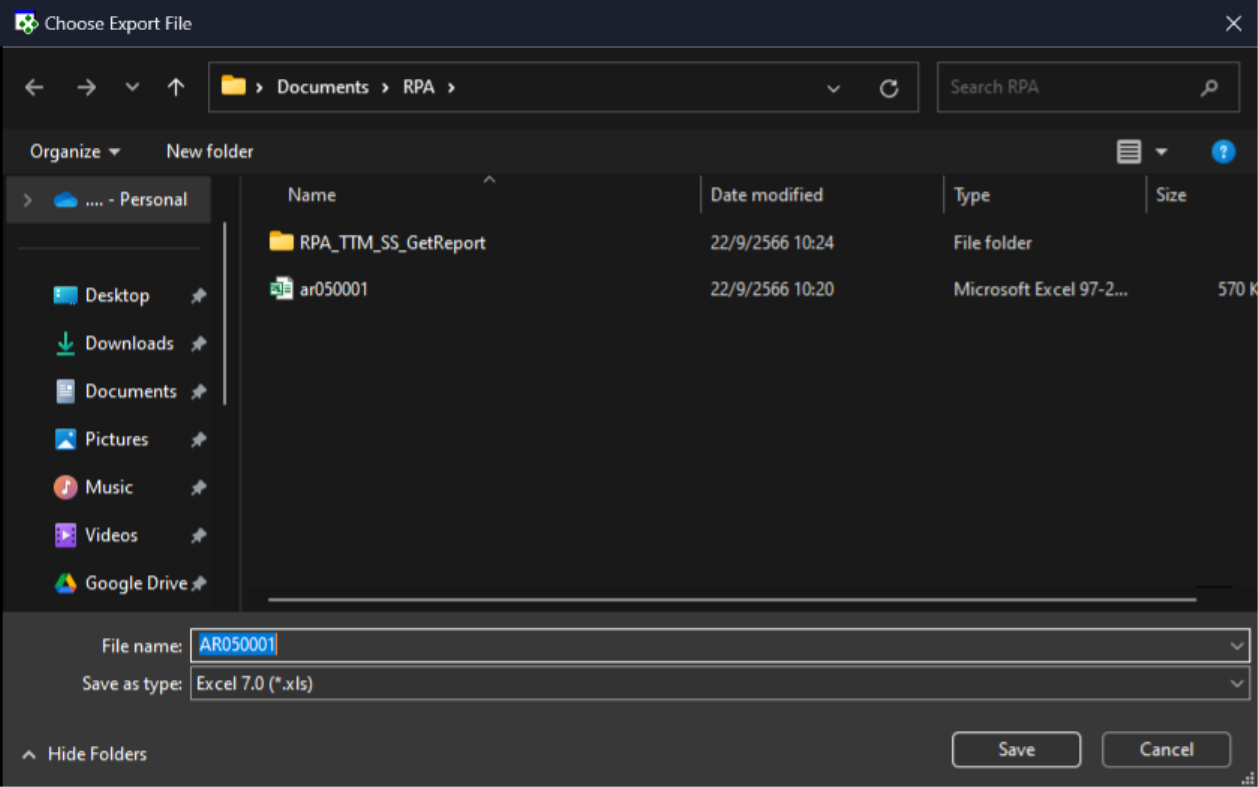 Choose Export File
Documents > RPA >
Search RPA
Organize
New folder
?
.... - Personal
Name
Date modified
Type
Size
RPA_TTM_SS_GetReport
22/9/2566 10:24
File folder
ar050001
22/9/2566 10:20
Microsoft Excel 97-2...
570 K
Desktop
Downloads
Documents
Pictures
Music
Videos
Google Drive
File name: AR050001
Save as type: Excel 7.0 (*.xls)
Hide Folders
Save
Cancel